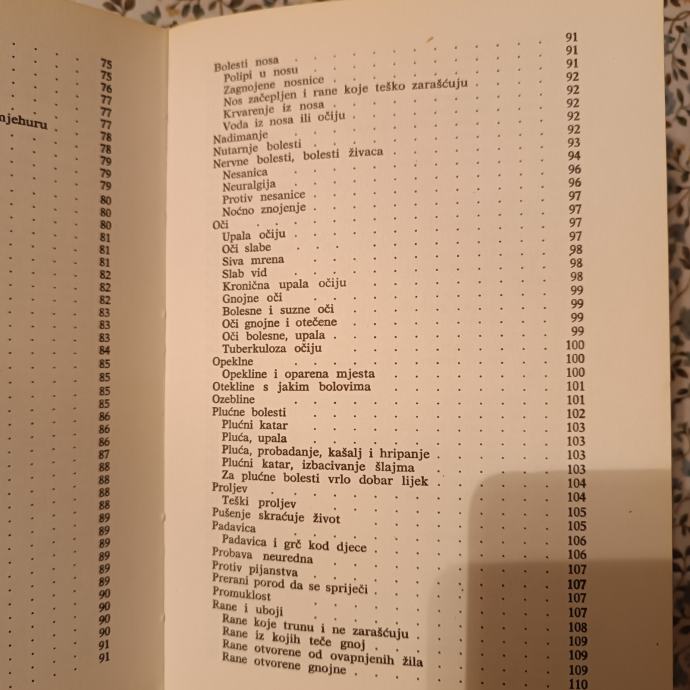 75
75
76
77
77
njehuru . 77
78
78
79
79
79
80
80
80
81
81
81
82
82
82
83
83
83
84
85
85
85
85
86
86
86
87
88
88
88
88
89
89
89
89
89
89
90
90
90
90
91
91
Bolesti nosa . . . . . . . . . 91
Polipi u nosu . . . . . . . . 91
Zagnojene nosnice . . . . . . . 91
Nos začepljen i rane koje teško zarašćuju . . . 92
Krvarenje iz nosa . . . . . . . 92
Voda iz nosa ili očiju . . . . . . 92
Nadimanje . . . . . . . . . 92
Nutarnje bolesti . . . . . . . . 92
Nervne bolesti, bolesti živaca . . . . . 93
Nesanica . . . . . . . . . 94
Neuralgija . . . . . . . . . 96
Protiv nesanice . . . . . . . . 96
Noćno znojenje . . . . . . . . 97
Oči . . . . . . . . . . . 97
Upala očiju . . . . . . . . . 97
Oči slabe . . . . . . . . . 97
Siva mrena . . . . . . . . . 98
Slab vid . . . . . . . . . 98
Kronična upala očiju . . . . . . . 98
Gnojne oči . . . . . . . . . 99
Bolesne i suzne oči . . . . . . . 99
Oči gnojne i otečene . . . . . . . 99
Oči bolesne, upala . . . . . . . 99
Tuberkuloza očiju . . . . . . . 100
Opeklne . . . . . . . . . 100
Opekline i oparena mjesta . . . . . . 100
Otekline s jakim bolovima . . . . . . 101
Ozebline . . . . . . . . . 101
Plućne bolesti . . . . . . . . 102
Plućni katar . . . . . . . . 103
Pluća, upala . . . . . . . . 103
Pluća, probadanje, kašalj i hripanje . . . . 103
Plućni katar, izbacivanje šlajma . . . . . 103
Za plućne bolesti vrlo dobar lijek . . . . 104
Proljev . . . . . . . . . . 104
Teški proljev . . . . . . . . 105
Pušenje skraćuje život . . . . . . . 105
Padavica . . . . . . . . . 106
Padavica i grč kod djece . . . . . . 106
Probava neuredna . . . . . . . . 107
Protiv pijanstva . . . . . . . . 107
Prerani porod da se spriječi . . . . . . 107
Promuklost . . . . . . . . . 107
Rane i uboji . . . . . . . . 108
Rane koje trunu i ne zarašćuju . . . . . 109
Rane iz kojih teče gnoj . . . . . . 109
Rane otvorene od ovapnjenih žila . . . . 109
Rane otvorene gnojne . . . . . . . 110